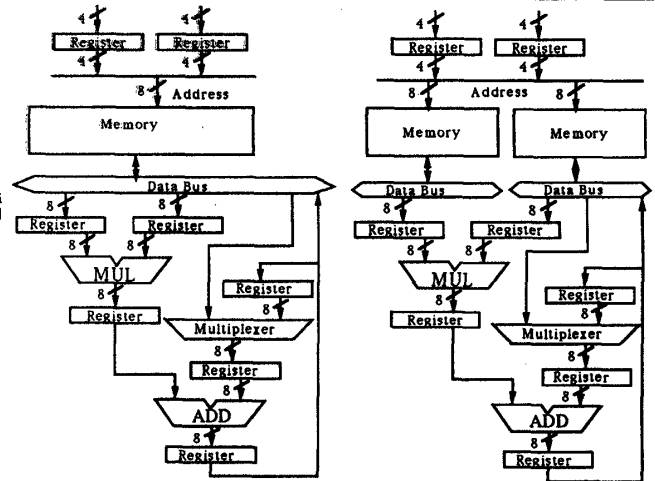 4 4
Register Register
4 4
8 Address
Memory
Data Bus
8 8
Register Register
8 8
MUL
8
Register
Register
8
Multiplexer
8
Register
8
ADD
8
Register
4 4
Register Register
4 4
8 Address 8
Memory Memory
Data Bus Data Bus
8 8
Register Register
8 8
MUL
8
Register
Register
8
Multiplexer
8
Register
8
ADD
8
Register